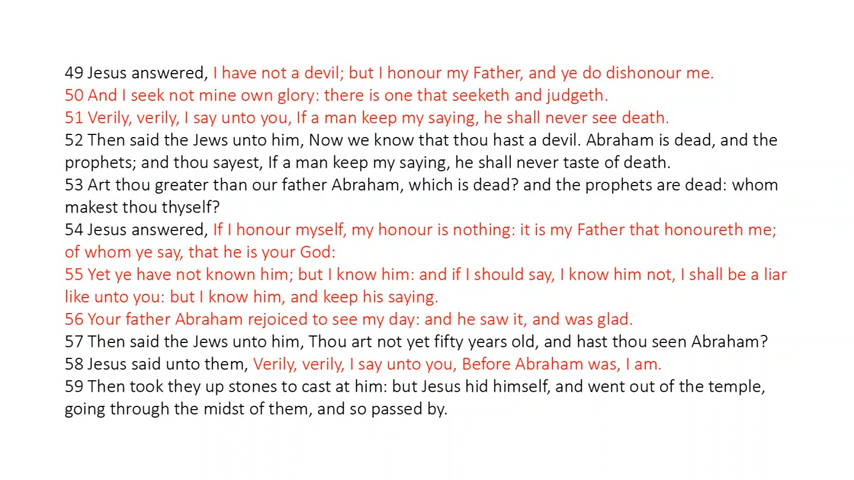 49 Jesus answered, I have not a devil; but I honour my Father, and ye do dishonour me.
50 And I seek not mine own glory: there is one that seeketh and judgeth.
51 Verily, verily, I say unto you, If a man keep my saying, he shall never see death.
52 Then said the Jews unto him, Now we know that thou hast a devil. Abraham is dead, and the
prophets; and thou sayest, If a man keep my saying, he shall never taste of death.
53 Art thou greater than our father Abraham, which is dead? and the prophets are dead: whom
makest thou thyself?
54 Jesus answered, If I honour myself, my honour is nothing: it is my Father that honoureth me;
of whom ye say, that he is your God:
55 Yet ye have not known him; but I know him: and if I should say, I know him not, I shall be a liar
like unto you: but I know him, and keep his saying.
56 Your father Abraham rejoiced to see my day: and he saw it, and was glad.
57 Then said the Jews unto him, Thou art not yet fifty years old, and hast thou seen Abraham?
58 Jesus said unto them, Verily, verily, I say unto you, Before Abraham was, I am.
59 Then took they up stones to cast at him: but Jesus hid himself, and went out of the temple,
going through the midst of them, and so passed by.